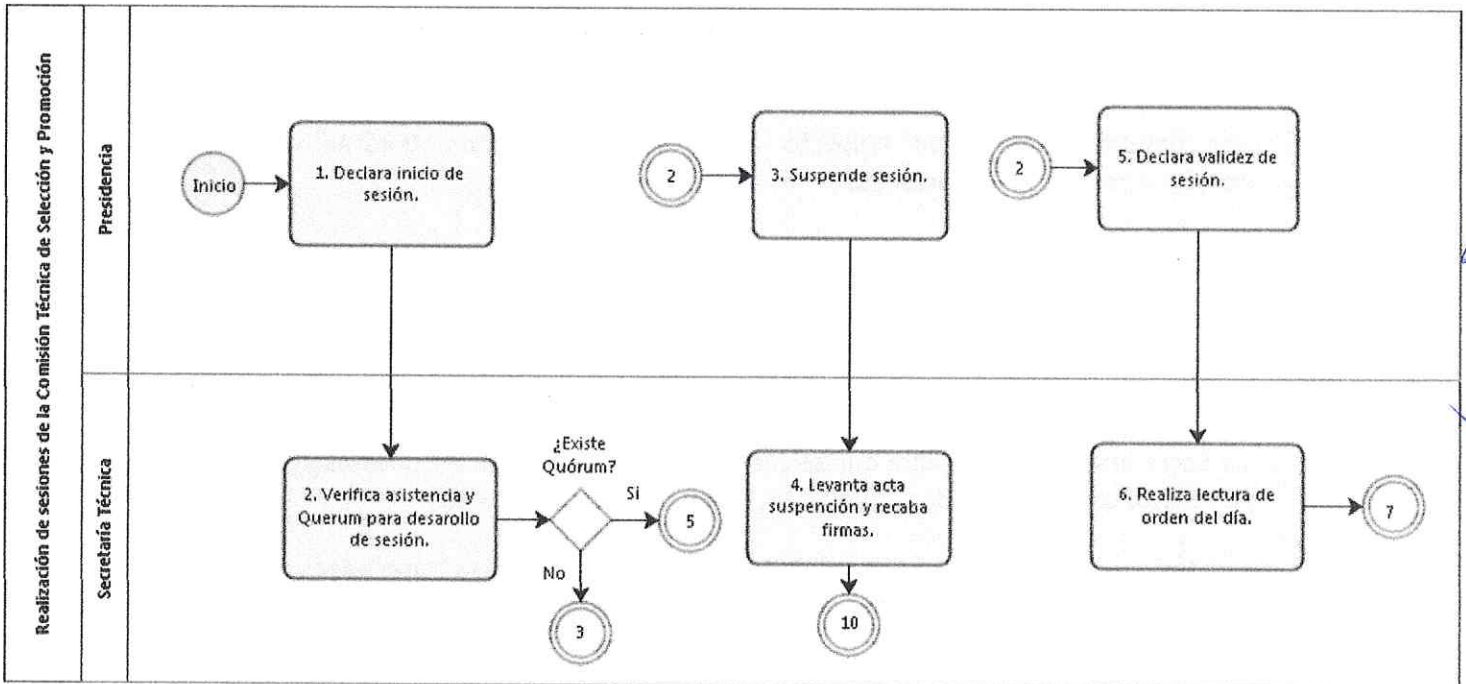 Realización de sesiones de la Comisión Técnica de Selección y Promoción
Presidencia
Inicio
1. Declara inicio de
sesión.
2
3. Suspende sesión.
2
5. Declara validez de
sesión.
Secretaría Técnica
2. Verifica asistencia y
Querum para desarollo
de sesión.
¿Existe
Quórum?
Si
5
No
3
4. Levanta acta
suspención y recaba
firmas.
10
6. Realiza lectura de
orden del día.
7